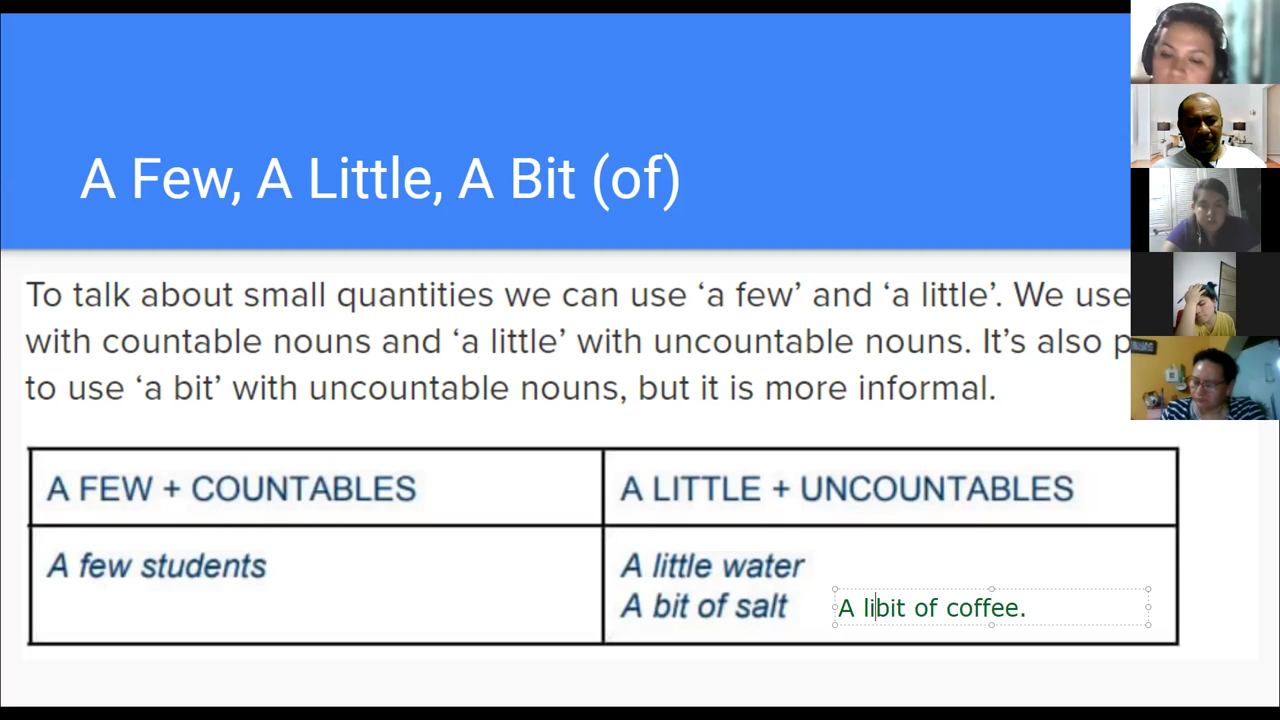 A Few, A Little, A Bit (of)
To talk about small quantities we can use ‘a few’ and ‘a little’. We use
with countable nouns and ‘a little’ with uncountable nouns. It’s also p
to use ‘a bit’ with uncountable nouns, but it is more informal.
A FEW + COUNTABLES
A LITTLE + UNCOUNTABLES
A few students
A little water
A bit of salt
A libit of coffee.